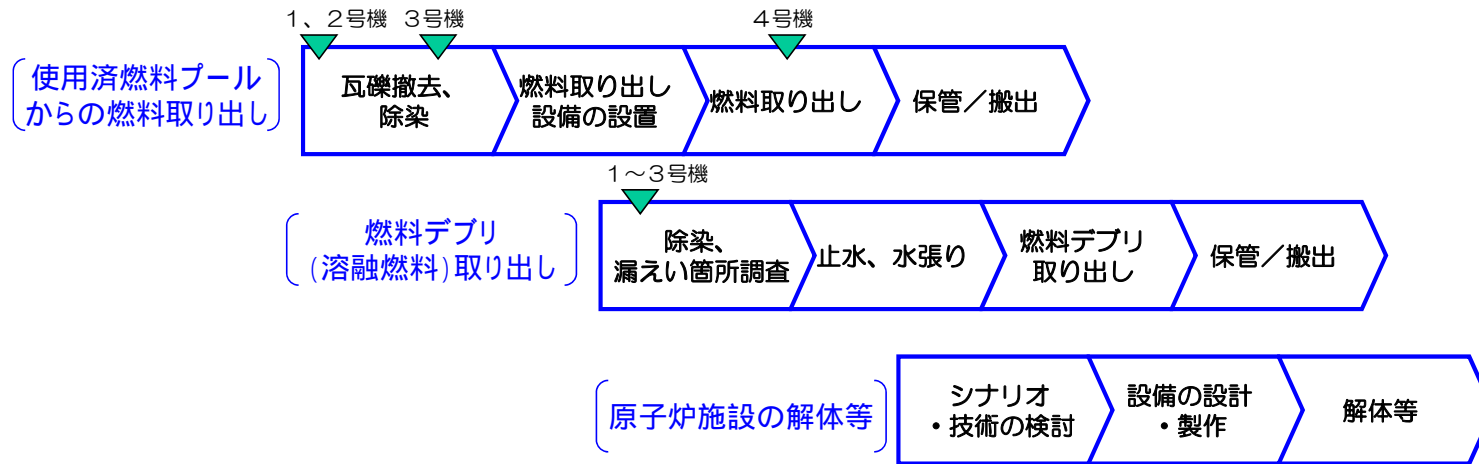 1、2号機
3号機
4号機
使用済燃料プール
からの燃料取り出し
瓦礫撤去、
除染
燃料取り出し
設備の設置
燃料取り出し
保管／搬出
1～3号機
燃料デブリ
(溶融燃料)取り出し
除染、
漏えい箇所調査
止水、水張り
燃料デブリ
取り出し
保管／搬出
原子炉施設の解体等
シナリオ
・技術の検討
設備の設計
・製作
解体等